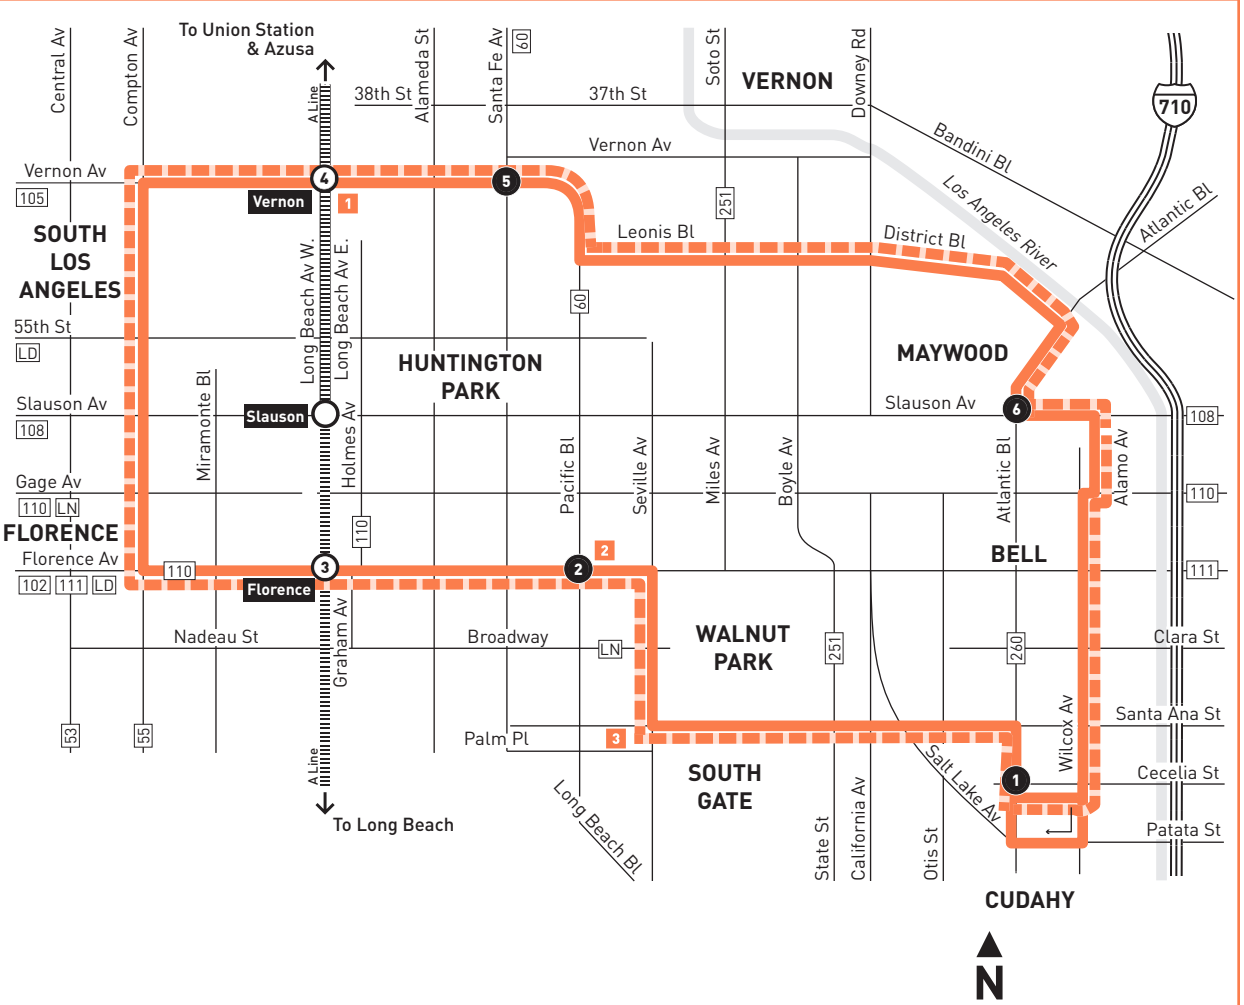 To Union Station
& Azusa
Central Av
Compton Av
A Line
Alameda St
Santa Fe Av
60
Soto St
Downey Rd
VERNON
710
38th St
37th St
Bandini Bl
Vernon Av
Vernon Av
105
4
5
Vernon
1
251
Los Angeles River
Atlantic Bl
SOUTH
LOS
ANGELES
Leonis Bl
District Bl
Long Beach Av W.
Long Beach Av E.
60
55th St
LD
HUNTINGTON
PARK
MAYWOOD
Miramonte Bl
Slauson Av
108
Slauson
Holmes Av
Slauson Av
6
108
Pacific Bl
Seville Av
Miles Av
Boyle Av
Atlantic Bl
Alamo Av
Gage Av
110
LN
110
110
FLORENCE
Florence Av
102
111
LD
110
3
Florence
2
2
BELL
111
Nadeau St
Graham Av
Broadway
LN
WALNUT
PARK
251
260
Clara St
53
55
Palm Pl
3
Wilcox Av
Santa Ana St
A Line
SOUTH
GATE
Salt Lake Av
1
Cecelia St
To Long Beach
Long Beach Bl
State St
California Av
Otis St
Patata St
CUDAHY
N